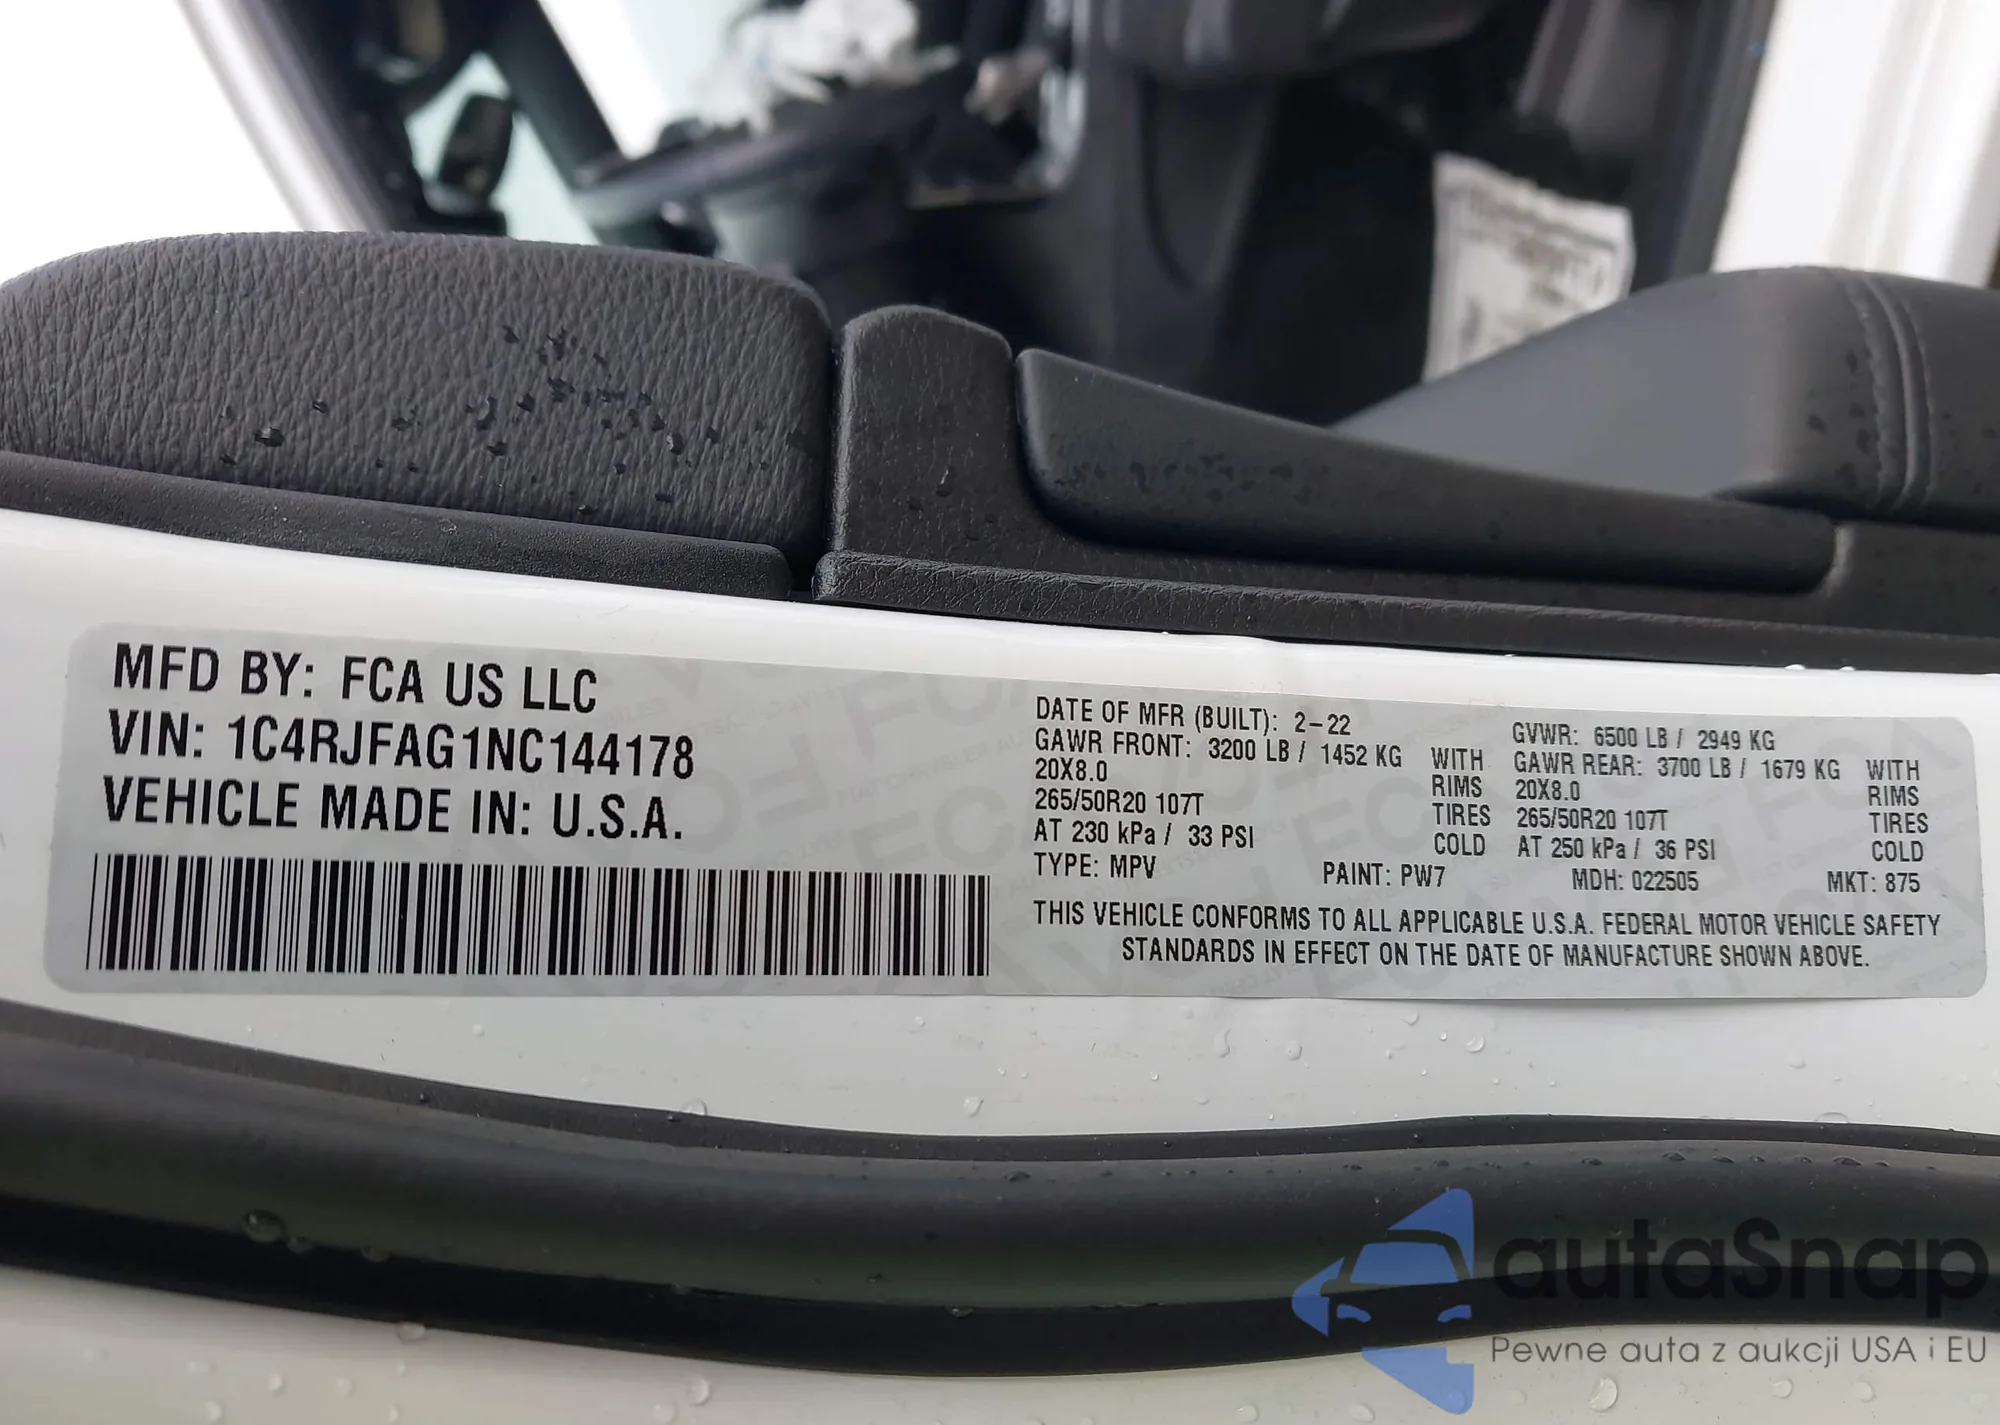 MFD BY: FCA US LLC
VIN: 1C4RJFAG1NC144178
VEHICLE MADE IN: U.S.A.
DATE OF MFR (BUILT): 2-22
GAWR FRONT: 3200 LB / 1452 KG WITH
20X8.0 RIMS
265/50R20 107T TIRES
AT 230 kPa / 33 PSI COLD
GVWR: 6500 LB / 2949 KG
GAWR REAR: 3700 LB / 1679 KG WITH
20X8.0 RIMS
265/50R20 107T TIRES
AT 250 kPa / 36 PSI COLD
TYPE: MPV PAINT: PW7 MDH: 022505 MKT: 875
THIS VEHICLE CONFORMS TO ALL APPLICABLE U.S.A. FEDERAL MOTOR VEHICLE SAFETY
STANDARDS IN EFFECT ON THE DATE OF MANUFACTURE SHOWN ABOVE.
autaSnap
Pewne auta z aukcji USA i EU